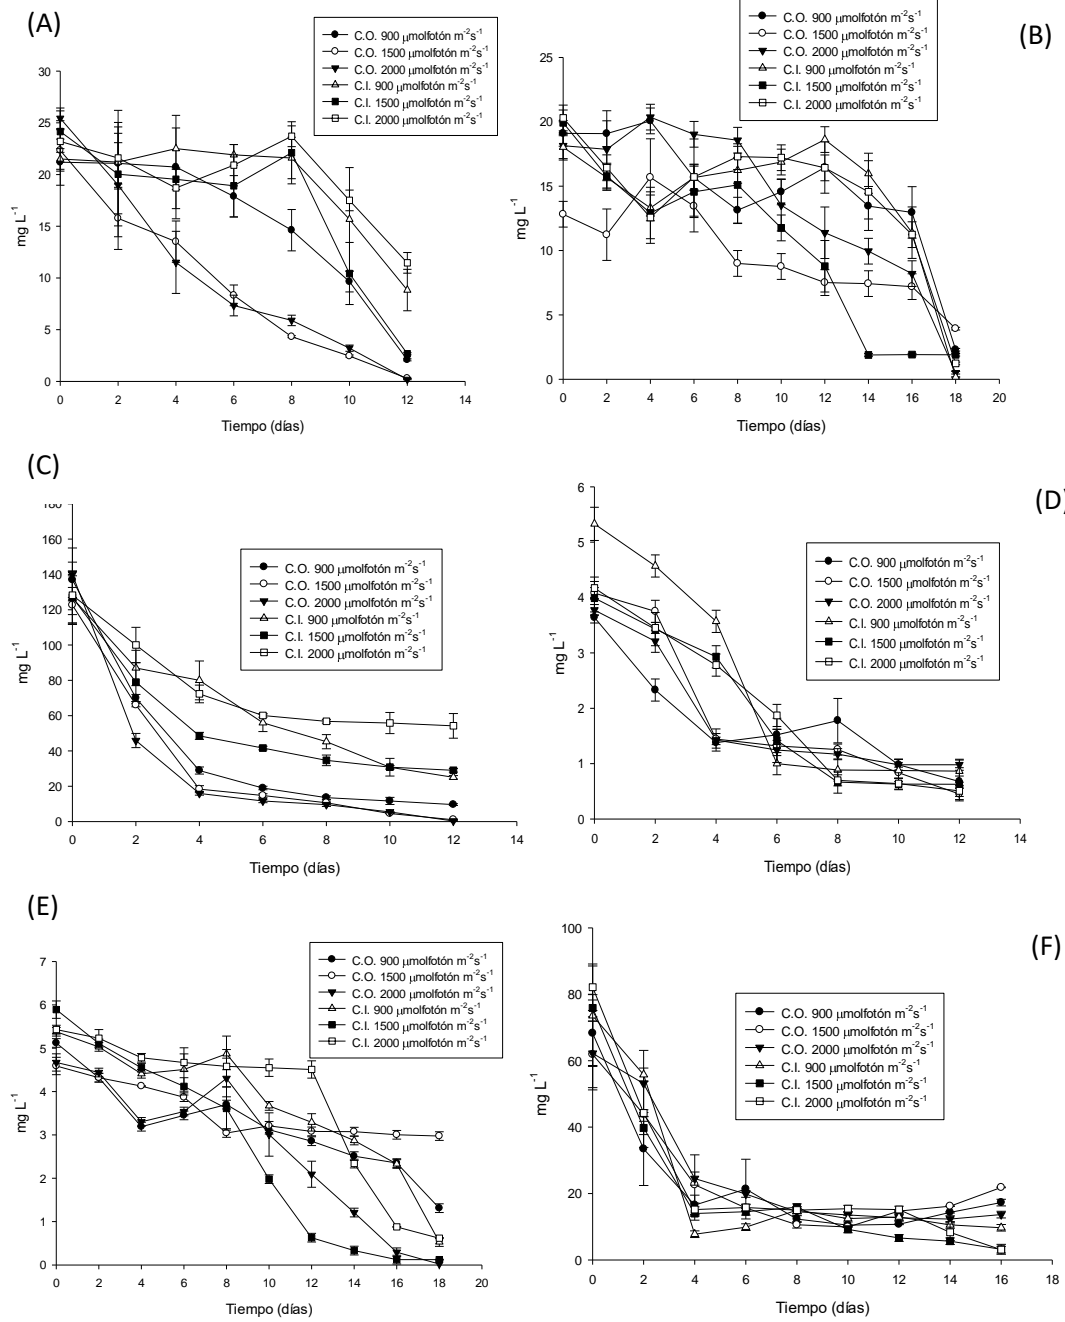 (A)
C.O. 900 μmolfotón m⁻²s⁻¹
C.O. 1500 μmolfotón m⁻²s⁻¹
C.O. 2000 μmolfotón m⁻²s⁻¹
C.I. 900 μmolfotón m⁻²s⁻¹
C.I. 1500 μmolfotón m⁻²s⁻¹
C.I. 2000 μmolfotón m⁻²s⁻¹
30
25
20
15
10
5
0
mg L⁻¹
0 2 4 6 8 10 12 14
Tiempo (días)
(B)
C.O. 900 μmolfotón m⁻²s⁻¹
C.O. 1500 μmolfotón m⁻²s⁻¹
C.O. 2000 μmolfotón m⁻²s⁻¹
C.I. 900 μmolfotón m⁻²s⁻¹
C.I. 1500 μmolfotón m⁻²s⁻¹
C.I. 2000 μmolfotón m⁻²s⁻¹
25
20
15
10
5
0
mg L⁻¹
0 2 4 6 8 10 12 14 16 18 20
Tiempo (días)
(C)
C.O. 900 μmolfotón m⁻²s⁻¹
C.O. 1500 μmolfotón m⁻²s⁻¹
C.O. 2000 μmolfotón m⁻²s⁻¹
C.I. 900 μmolfotón m⁻²s⁻¹
C.I. 1500 μmolfotón m⁻²s⁻¹
C.I. 2000 μmolfotón m⁻²s⁻¹
180
160
140
120
100
80
60
40
20
0
mg L⁻¹
0 2 4 6 8 10 12 14
Tiempo (días)
(D)
C.O. 900 μmolfotón m⁻²s⁻¹
C.O. 1500 μmolfotón m⁻²s⁻¹
C.O. 2000 μmolfotón m⁻²s⁻¹
C.I. 900 μmolfotón m⁻²s⁻¹
C.I. 1500 μmolfotón m⁻²s⁻¹
C.I. 2000 μmolfotón m⁻²s⁻¹
6
5
4
3
2
1
0
mg L⁻¹
0 2 4 6 8 10 12 14
Tiempo (días)
(E)
C.O. 900 μmolfotón m⁻²s⁻¹
C.O. 1500 μmolfotón m⁻²s⁻¹
C.O. 2000 μmolfotón m⁻²s⁻¹
C.I. 900 μmolfotón m⁻²s⁻¹
C.I. 1500 μmolfotón m⁻²s⁻¹
C.I. 2000 μmolfotón m⁻²s⁻¹
7
6
5
4
3
2
1
0
mg L⁻¹
0 2 4 6 8 10 12 14 16 18 20
Tiempo (días)
(F)
C.O. 900 μmolfotón m⁻²s⁻¹
C.O. 1500 μmolfotón m⁻²s⁻¹
C.O. 2000 μmolfotón m⁻²s⁻¹
C.I. 900 μmolfotón m⁻²s⁻¹
C.I. 1500 μmolfotón m⁻²s⁻¹
C.I. 2000 μmolfotón m⁻²s⁻¹
100
80
60
40
20
0
mg L⁻¹
0 2 4 6 8 10 12 14 16 18
Tiempo (días)